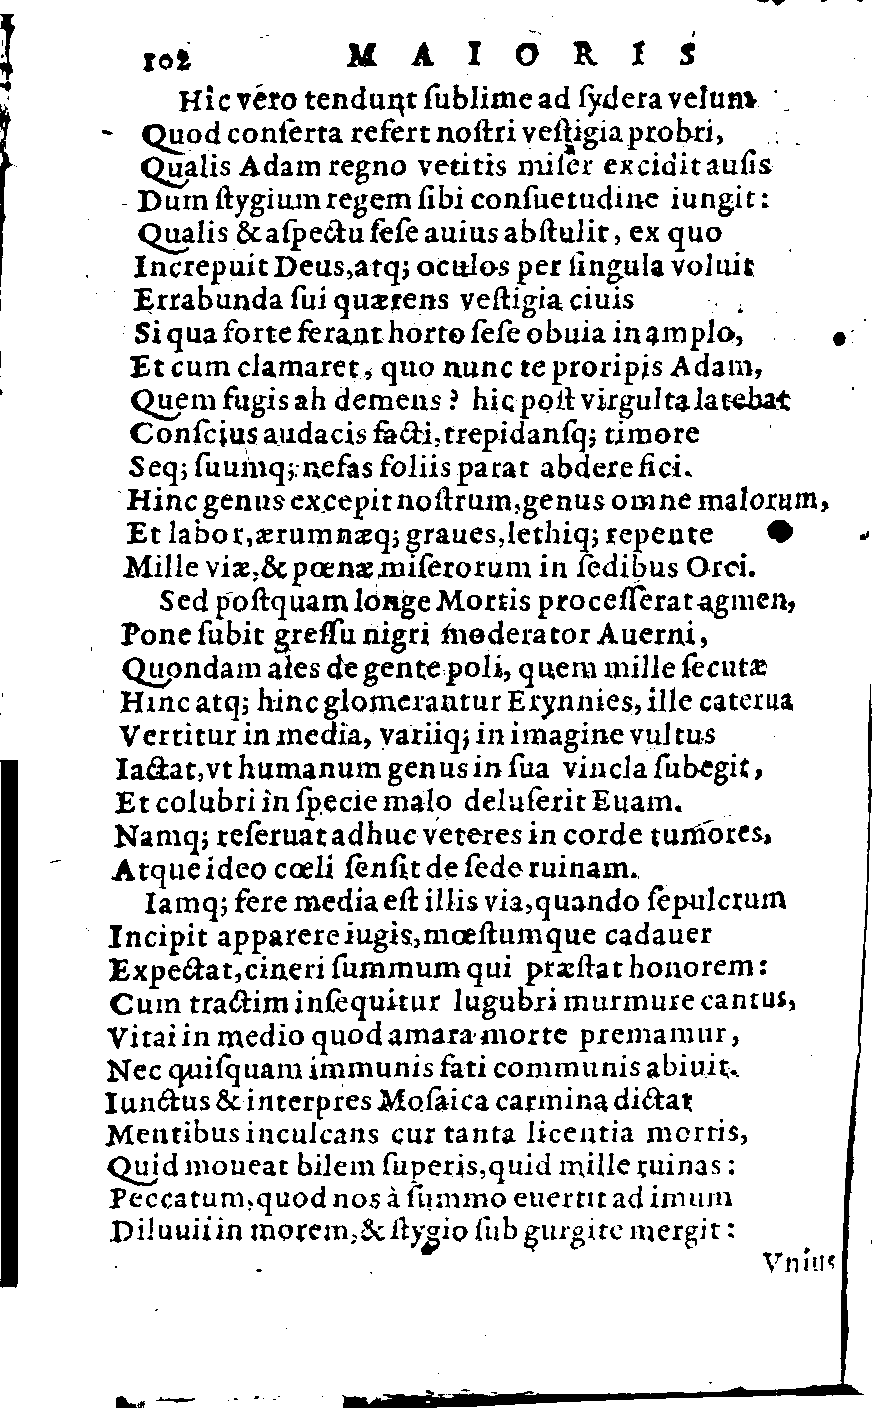 102 MAIORIS
Hic vero tendunt ſublime ad ſydera velum
Quod conſerta refert noſtri veſtigia probri,
Qualis Adam regno vetitis miſer excidit auſis
Dum ſtygium regem ſibi conſuetudine iungit:
Qualis & aſpectu ſeſe auius abſtulit, ex quo
Increpuit Deus, atq; oculos per ſingula voluit
Errabunda ſui quærens veſtigia ciuis
Si qua forte ferant horto ſeſe obuia in amplo,
Et cum clamaret, quo nunc te proripis Adam,
Quem fugis ah demens? hic poſt virgulta latebat
Conſcius audacis facti, trepidanſq; timore
Seq; ſuumq; nefas foliis parat abdere fici.
Hinc genus excepit noſtrum, genus omne malorum,
Et labor, ærumnæq; graues, lethiq; repente
Mille viæ, & pœnæ miſerorum in ſedibus Orci.
Sed poſtquam longe Mortis proceſſerat agmen,
Pone ſubit greſſu nigri moderator Auerni,
Quondam ales de gente poli, quem mille ſecutæ
Hinc atq; hinc glomerantur Erynnies, ille caterua
Vertitur in media, variiq; in imagine vultus
Iactat, vt humanum genus in ſua vincla ſubegit,
Et colubri in ſpecie malo deluſerit Euam.
Namq; reſeruat adhuc veteres in corde tumores,
Atque ideo cœli ſenſit de ſede ruinam.
Iamq; fere media eſt illis via, quando ſepulcrum
Incipit apparere iugis, mœſtumque cadauer
Expectat, cineri ſummum qui præſtat honorem:
Cum tractim inſequitur lugubri murmure cantus,
Vitai in medio quod amara morte premamur,
Nec quiſquam immunis fati communis abiuit.
Iunctus & interpres Moſaica carmina dictat
Mentibus inculcans cur tanta licentia mortis,
Quid moueat bilem ſuperis, quid mille ruinas:
Peccatum, quod nos à ſummo euertit ad imum
Diluuii in morem, & ſtygio ſub gurgite mergit:
Vnius